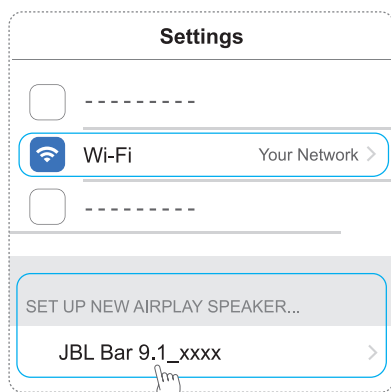 Settings
- - - - - - - - -
Wi-Fi Your Network >
- - - - - - - - -
SET UP NEW AIRPLAY SPEAKER...
JBL Bar 9.1_xxxx >